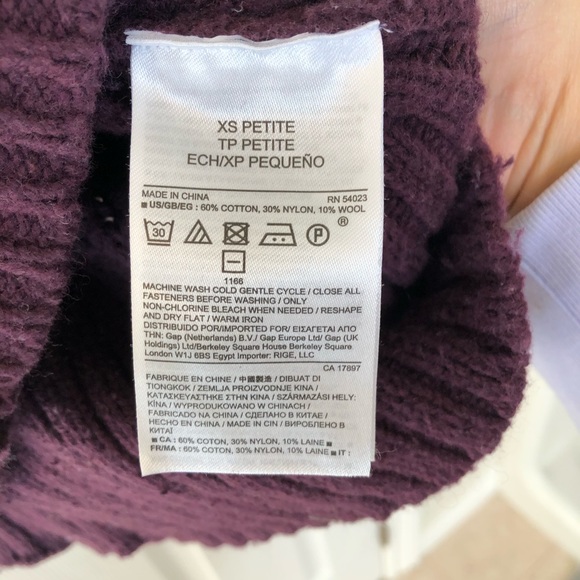 XS PETITE
TP PETITE
ECH/XP PEQUEÑO
MADE IN CHINA RN 54023
■ US/GB/EG : 60% COTTON, 30% NYLON, 10% WOOL
®
30 P
1166
MACHINE WASH COLD GENTLE CYCLE / CLOSE ALL
FASTENERS BEFORE WASHING / ONLY
NON-CHLORINE BLEACH WHEN NEEDED / RESHAPE
AND DRY FLAT / WARM IRON
DISTRIBUIDO POR/IMPORTED FOR/ ΕΙΣΑΓΕΤΑΙ ΑΠΟ
ΤΗΝ: Gap (Netherlands) B.V./ Gap Europe Ltd/ Gap (UK
Holdings) Ltd/Berkeley Square House Berkeley Square
London W1J 6BS Egypt Importer: RIGE, LLC
CA 17897
FABRIQUÉ EN CHINE / 中國製造 / DIBUAT DI
TIONGKOK / ZEMLJA PROIZVODNJE KINA /
ΚΑΤΑΣΚΕΥΑΣΤΗΚΕ ΣΤΗΝ ΚΙΝΑ / SZÁRMAZÁSI HELY:
KÍNA / WYPRODUKOWANO W CHINACH /
FABRICADO NA CHINA / СДЕЛАНО В КИТАЕ /
HECHO EN CHINA / MADE IN CIN / ВИРОБЛЕНО В
КИТАЇ
■ CA : 60% COTON, 30% NYLON, 10% LAINE ■
FR/MA : 60% COTON, 30% NYLON, 10% LAINE ■ IT :